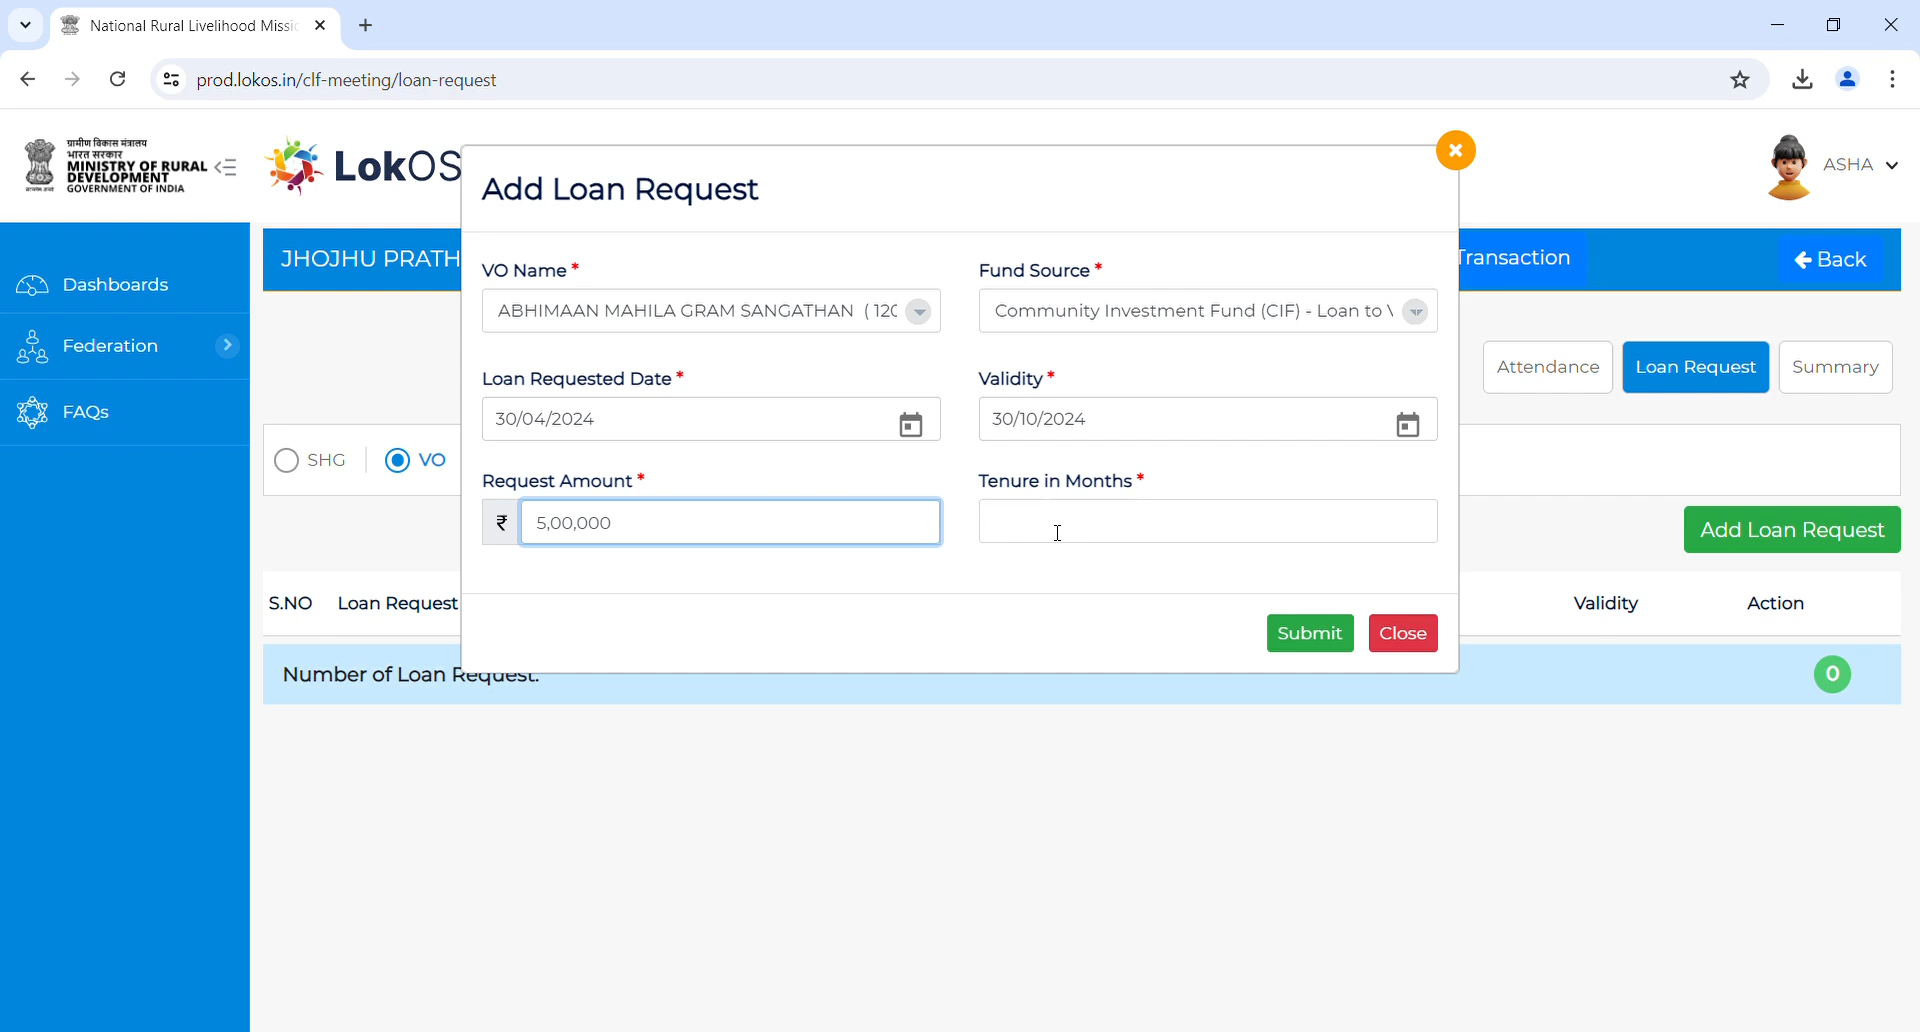 National Rural Livelihood Missi
prod.lokos.in/clf-meeting/loan-request
ग्रामीण विकास मंत्रालय
भारत सरकार
MINISTRY OF RURAL
DEVELOPMENT
GOVERNMENT OF INDIA
सत्यमेव जयते
LokOS
ASHA
Dashboards
Federation
FAQs
JHOJHU PRATH
Transaction
Back
Attendance
Loan Request
Summary
SHG
VO
Add Loan Request
S.NO
Loan Request
Validity
Action
Number of Loan Request:
0
Add Loan Request
VO Name *
Fund Source *
ABHIMAAN MAHILA GRAM SANGATHAN ( 120
Community Investment Fund (CIF) - Loan to V
Loan Requested Date *
Validity *
30/04/2024
30/10/2024
Request Amount *
Tenure in Months *
₹ 5,00,000
Submit
Close